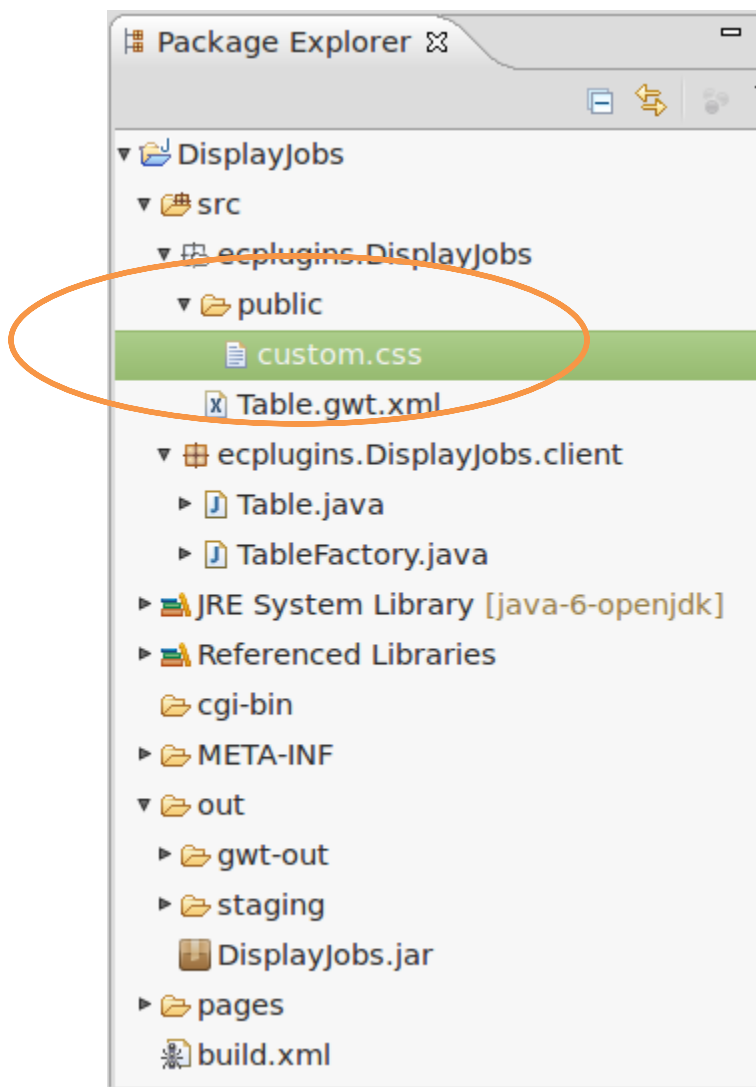 Package Explorer
DisplayJobs
src
ecplugins.DisplayJobs
public
custom.css
Table.gwt.xml
ecplugins.DisplayJobs.client
Table.java
TableFactory.java
JRE System Library [java-6-openjdk]
Referenced Libraries
cgi-bin
META-INF
out
gwt-out
staging
DisplayJobs.jar
pages
build.xml